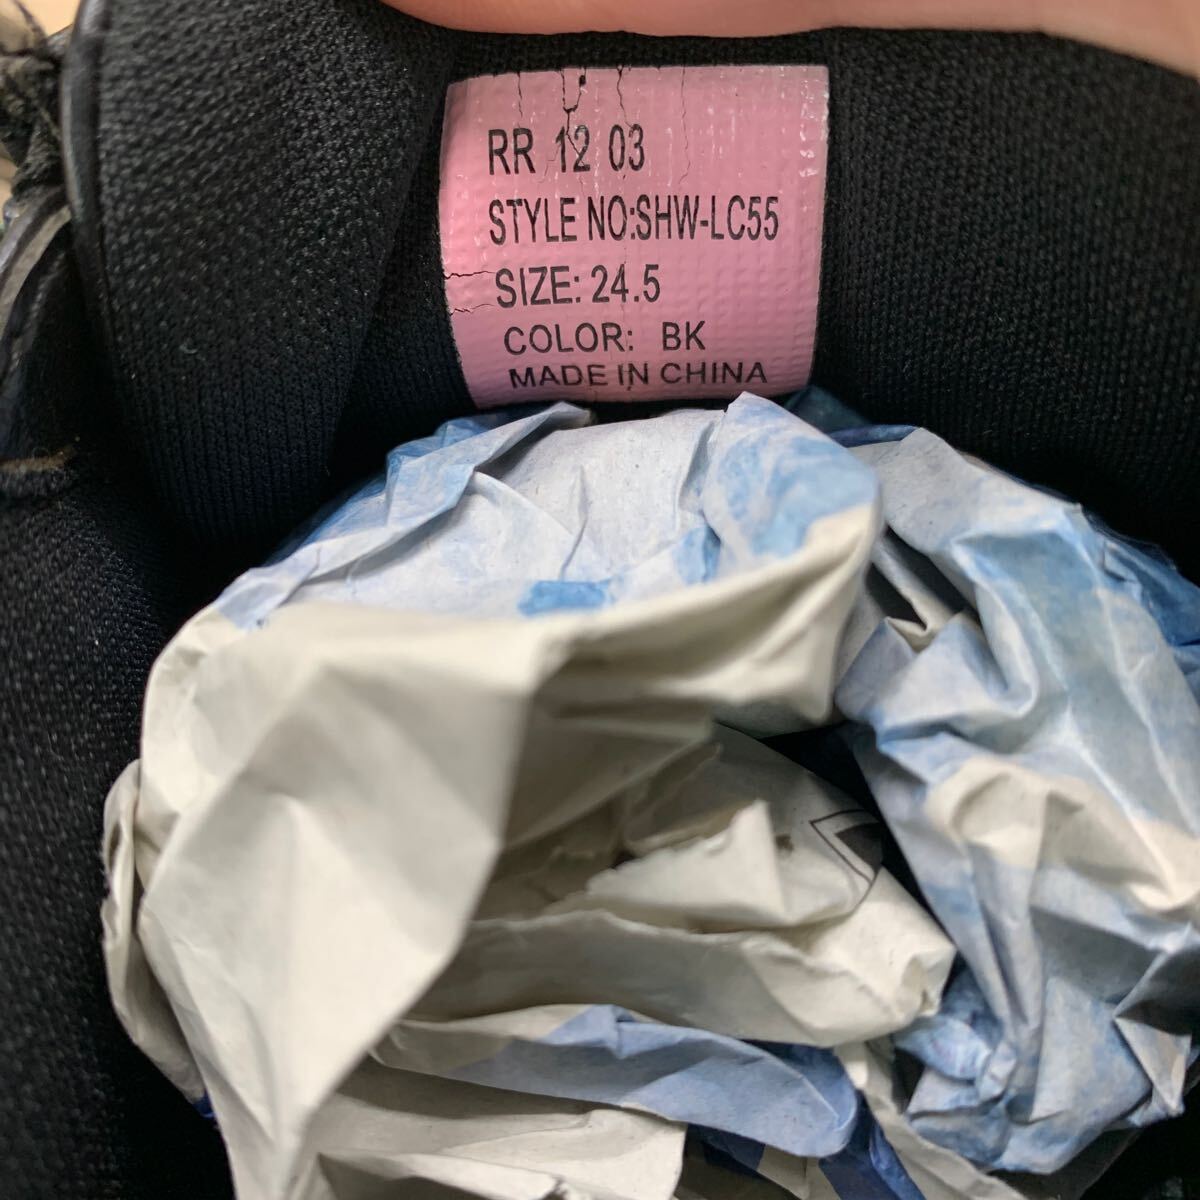 RR 12 03
STYLE NO:SHW-LC55
SIZE: 24.5
COLOR: BK
MADE IN CHINA